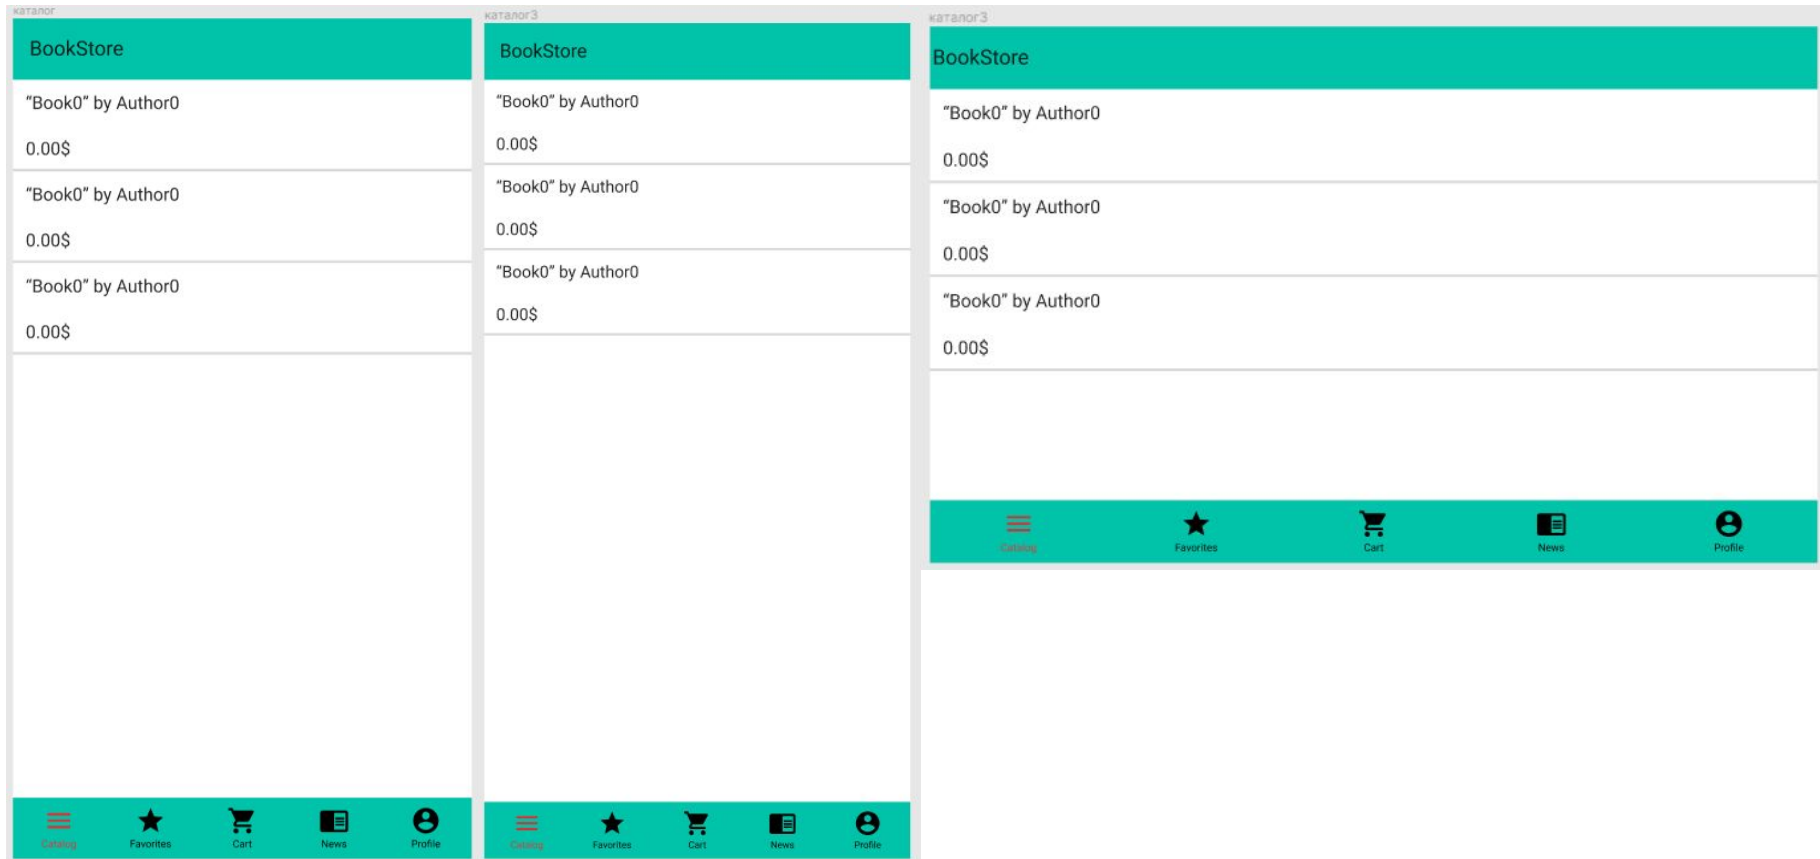 каталог
BookStore
“Book0” by Author0
0.00$
“Book0” by Author0
0.00$
“Book0” by Author0
0.00$
Catalog Favorites Cart News Profile
каталог3
BookStore
“Book0” by Author0
0.00$
“Book0” by Author0
0.00$
“Book0” by Author0
0.00$
Catalog Favorites Cart News Profile
каталог3
BookStore
“Book0” by Author0
0.00$
“Book0” by Author0
0.00$
“Book0” by Author0
0.00$
Catalog Favorites Cart News Profile